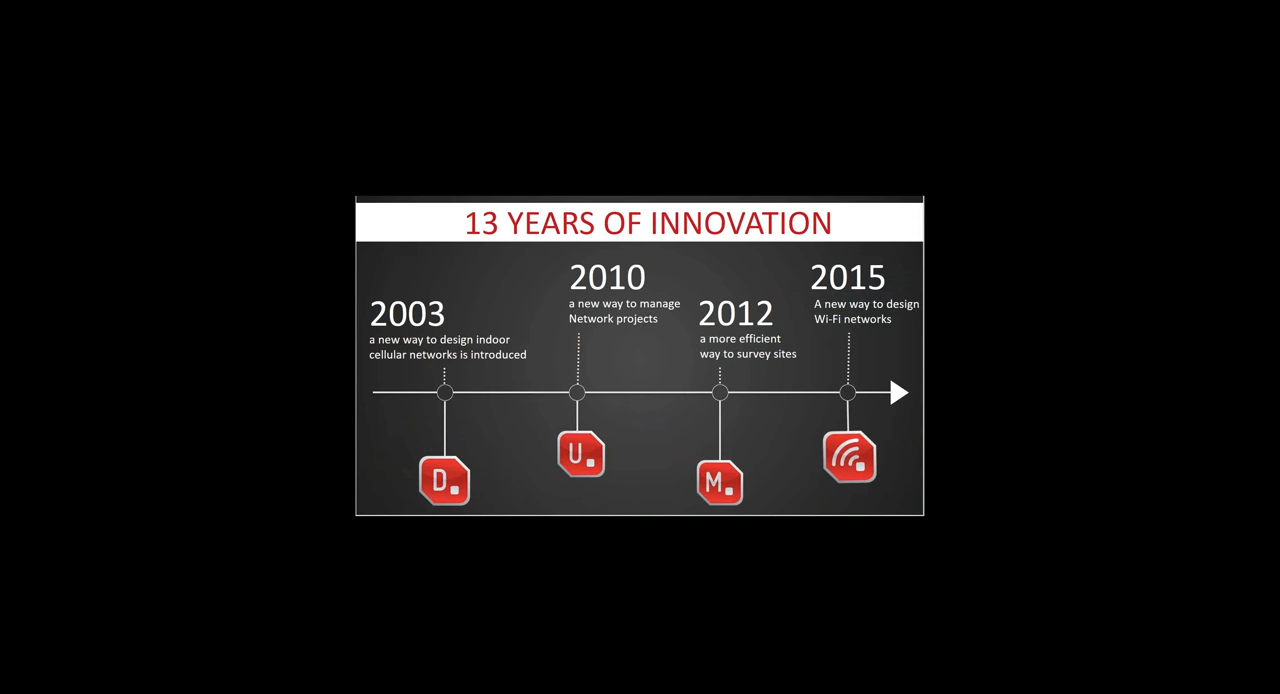 13 YEARS OF INNOVATION
2003
a new way to design indoor
cellular networks is introduced
2010
a new way to manage
Network projects
2012
a more efficient
way to survey sites
2015
A new way to design
Wi-Fi networks
D.
U.
M.